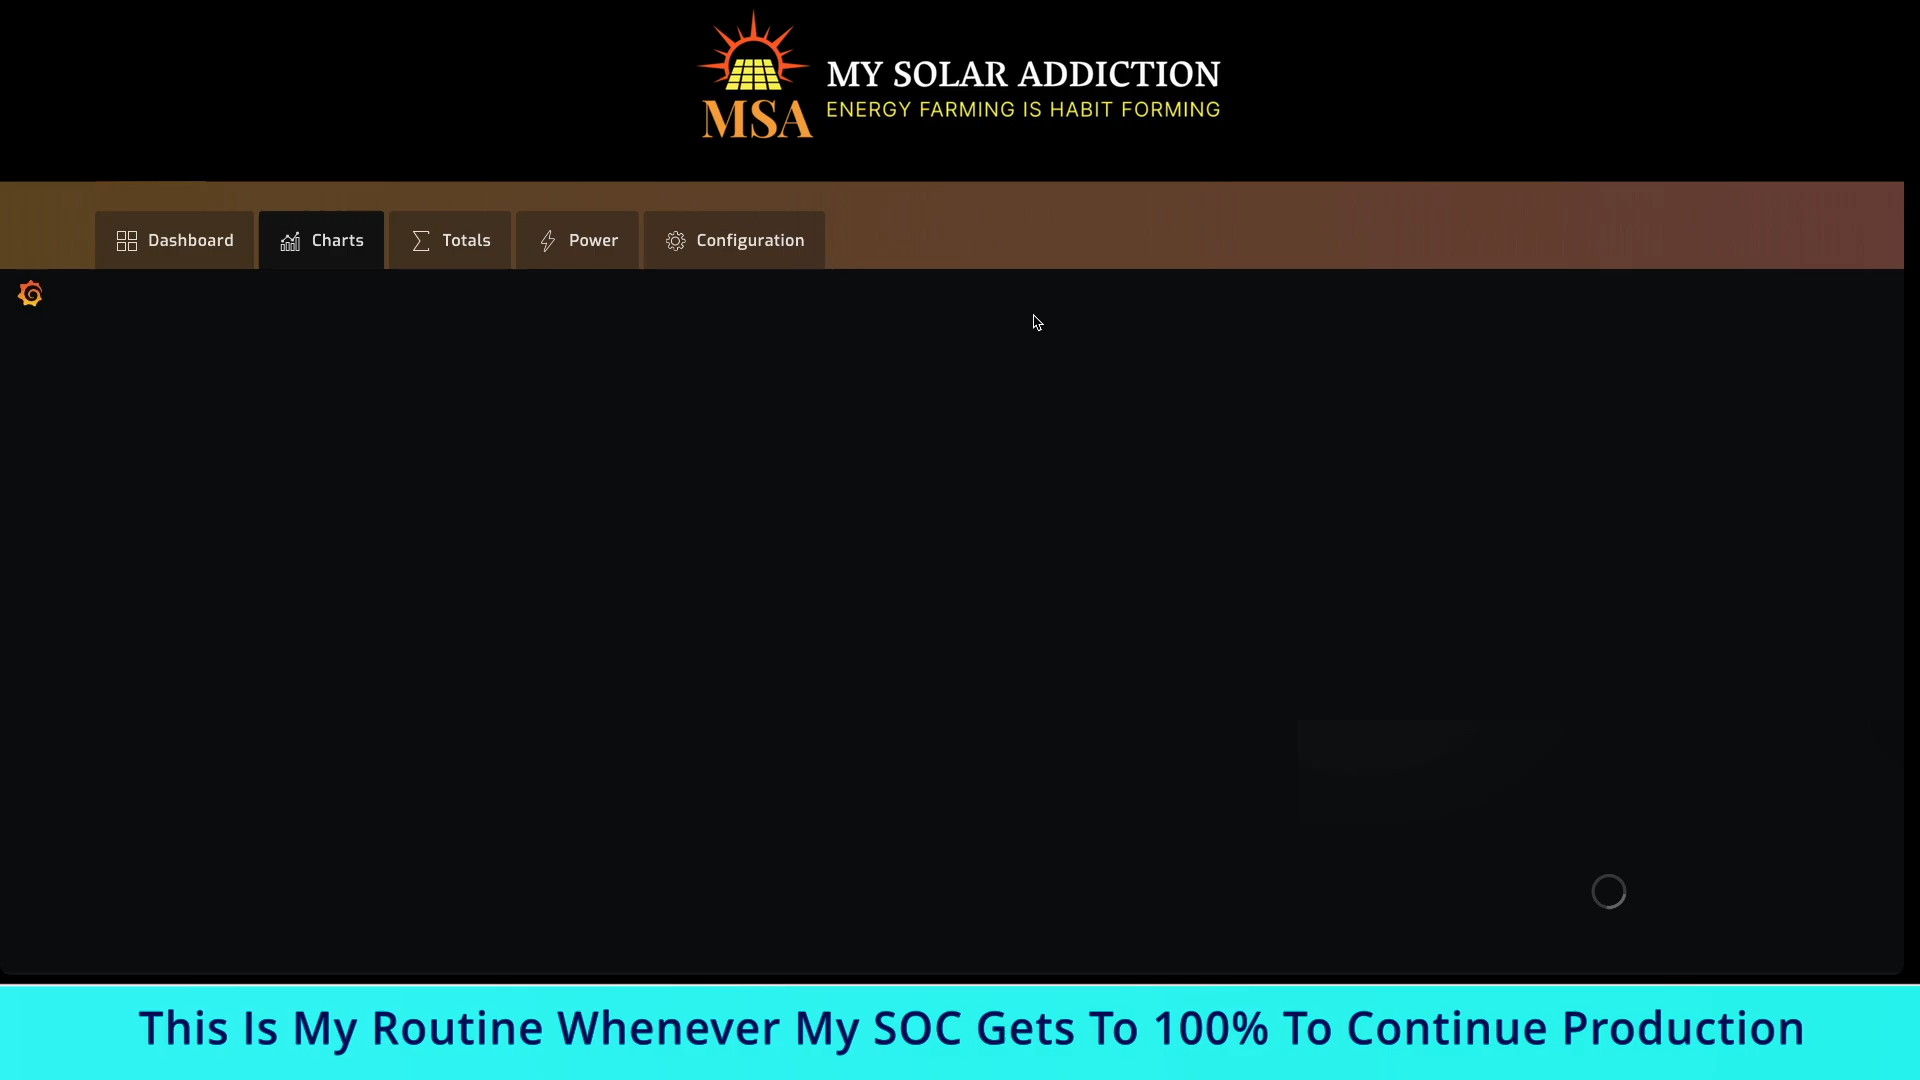 MY SOLAR ADDICTION
ENERGY FARMING IS HABIT FORMING
MSA
Dashboard
Charts
Totals
Power
Configuration
This Is My Routine Whenever My SOC Gets To 100% To Continue Production